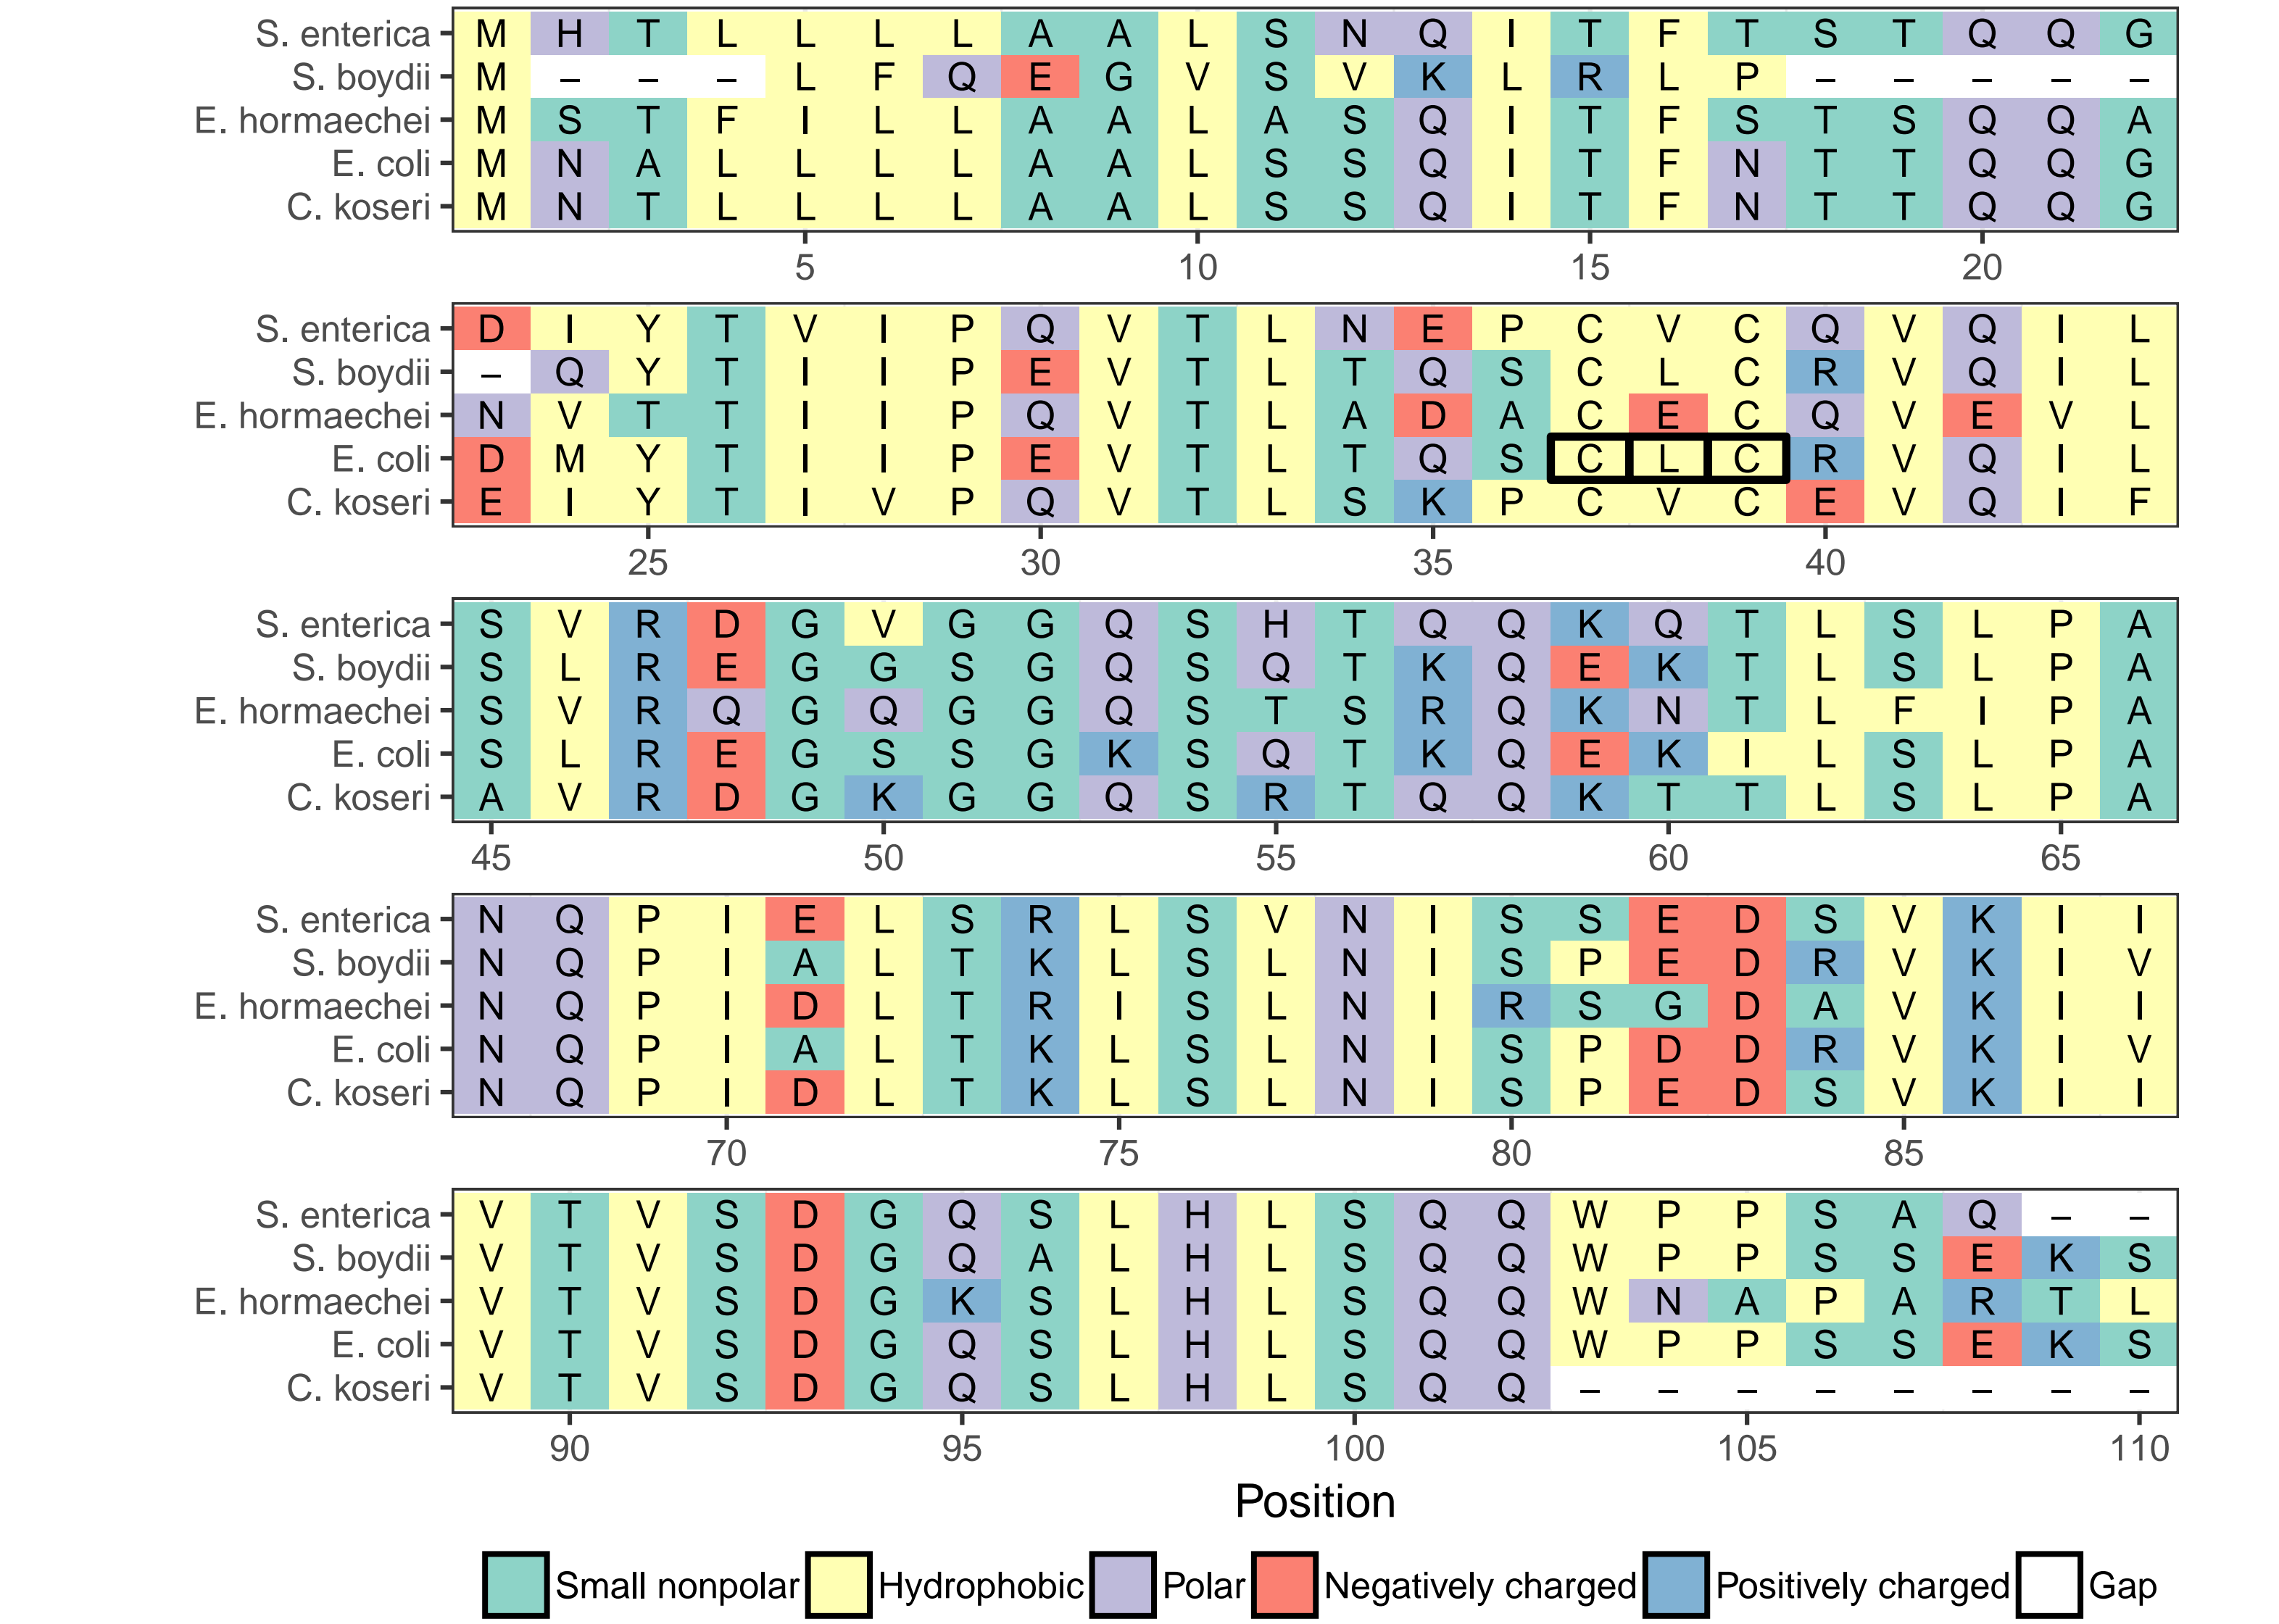 S. enterica M H T L L L L A A L S N Q I T F T S T Q Q G
S. boydii M – – – L F Q E G V S V K L R L P – – – – –
E. hormaechei M S T F I L L A A L A S Q I T F S T S Q Q A
E. coli M N A L L L L A A L S S Q I T F N T T Q Q G
C. koseri M N T L L L L A A L S S Q I T F N T T Q Q G
5 10 15 20
S. enterica D I Y T V I P Q V T L N E P C V C Q V Q I L
S. boydii – Q Y T I I P E V T L T Q S C L C R V Q I L
E. hormaechei N V T T I I P Q V T L A D A C E C Q V E V L
E. coli D M Y T I I P E V T L T Q S C L C R V Q I L
C. koseri E I Y T I V P Q V T L S K P C V C E V Q I F
25 30 35 40
S. enterica S V R D G V G G Q S H T Q Q K Q T L S L P A
S. boydii S L R E G G S G Q S Q T K Q E K T L S L P A
E. hormaechei S V R Q G Q G G Q S T S R Q K N T L F I P A
E. coli S L R E G S S G K S Q T K Q E K I L S L P A
C. koseri A V R D G K G G Q S R T Q Q K T T L S L P A
45 50 55 60 65
S. enterica N Q P I E L S R L S V N I S S E D S V K I I
S. boydii N Q P I A L T K L S L N I S P E D R V K I V
E. hormaechei N Q P I D L T R I S L N I R S G D A V K I I
E. coli N Q P I A L T K L S L N I S P D D R V K I V
C. koseri N Q P I D L T K L S L N I S P E D S V K I I
70 75 80 85
S. enterica V T V S D G Q S L H L S Q Q W P P S A Q – –
S. boydii V T V S D G Q A L H L S Q Q W P P S S E K S
E. hormaechei V T V S D G K S L H L S Q Q W N A P A R T L
E. coli V T V S D G Q S L H L S Q Q W P P S S E K S
C. koseri V T V S D G Q S L H L S Q Q – – – – – – – –
90 95 100 105 110
Position
Small nonpolar Hydrophobic Polar Negatively charged Positively charged Gap